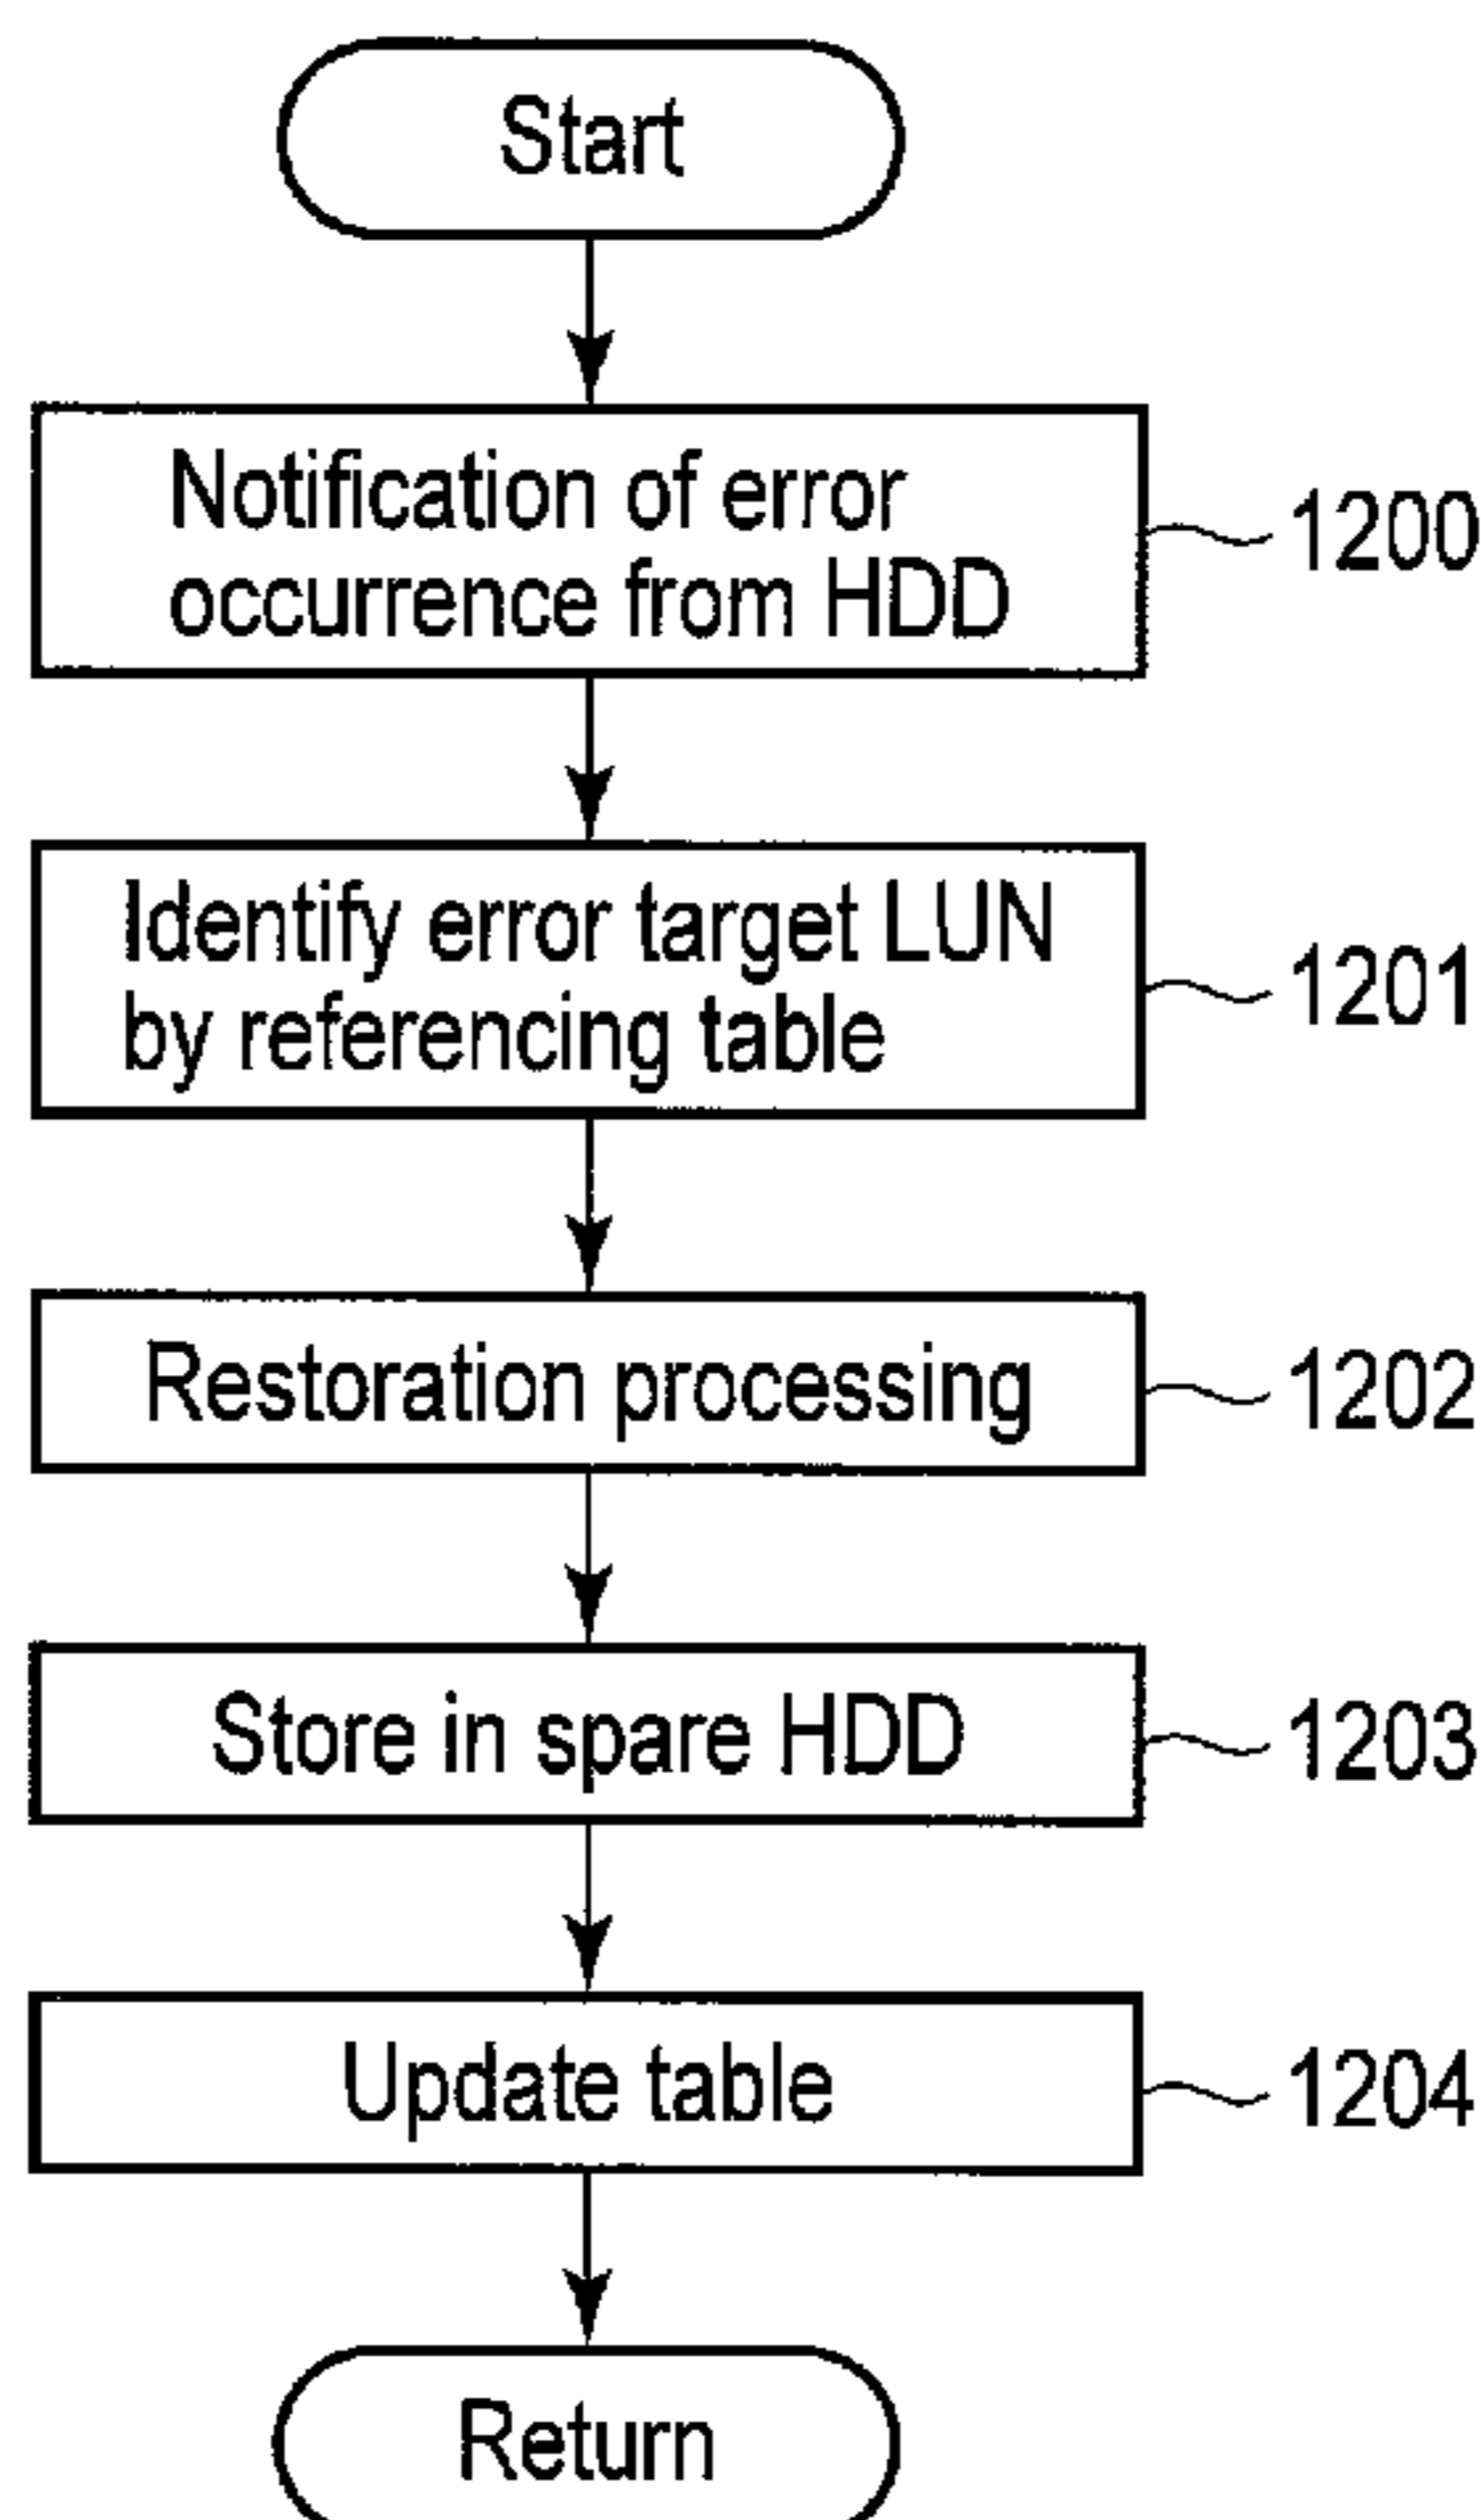 Start
Notification of error
occurrence from HDD
1200
Identify error target LUN
by referencing table
1201
Restoration processing
1202
Store in spare HDD
1203
Update table
1204
Return